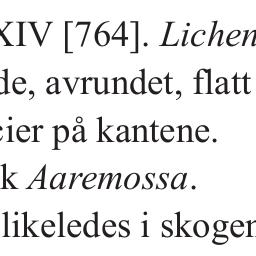 XIV [764]. Lichen
de, avrundet, flatt
cier på kantene.
k Aaremossa.
likeledes i skogen